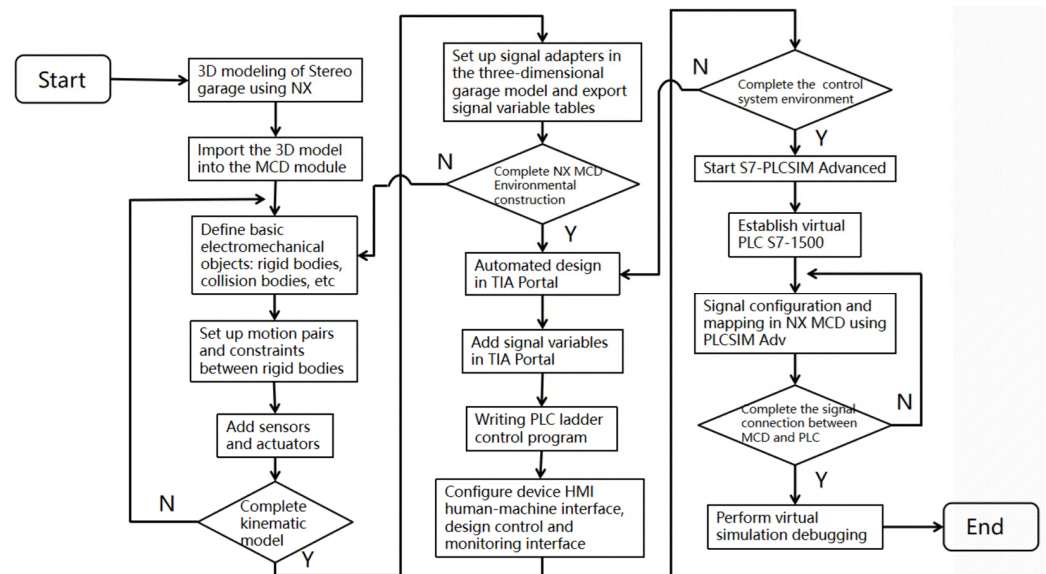 Start
3D modeling of Stereo
garage using NX
Import the 3D model
into the MCD module
Define basic
electromechanical
objects: rigid bodies,
collision bodies, etc
Set up motion pairs
and constraints
between rigid bodies
Add sensors
and actuators
N
Complete
kinematic
model
Y
Set up signal adapters in
the three-dimensional
garage model and export
signal variable tables
N
Complete NX MCD
Environmental
construction
Y
Automated design
in TIA Portal
Add signal variables
in TIA Portal
Writing PLC ladder
control program
Configure device HMI
human-machine interface,
design control and
monitoring interface
N
Complete the control
system environment
Y
Start S7-PLCSIM Advanced
Establish virtual
PLC S7-1500
Signal configuration and
mapping in NX MCD using
PLCSIM Adv
N
Complete the signal
connection between
MCD and PLC
Y
Perform virtual
simulation debugging
End